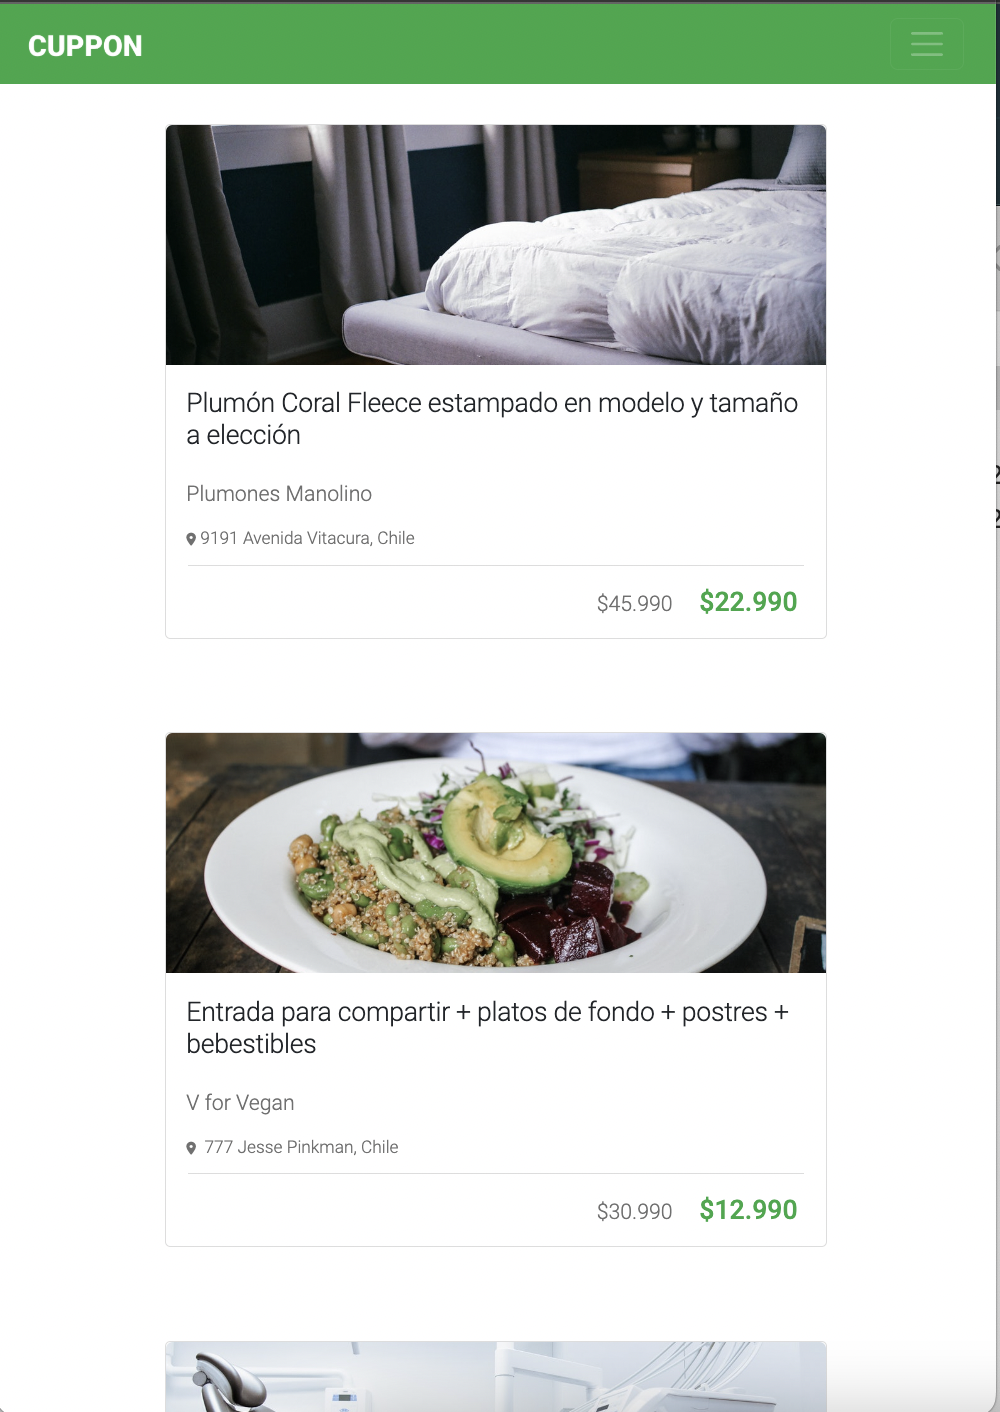 CUPPON
Plumón Coral Fleece estampado en modelo y tamaño
a elección
Plumones Manolino
9191 Avenida Vitacura, Chile
$45.990 $22.990
Entrada para compartir + platos de fondo + postres +
bebestibles
V for Vegan
777 Jesse Pinkman, Chile
$30.990 $12.990